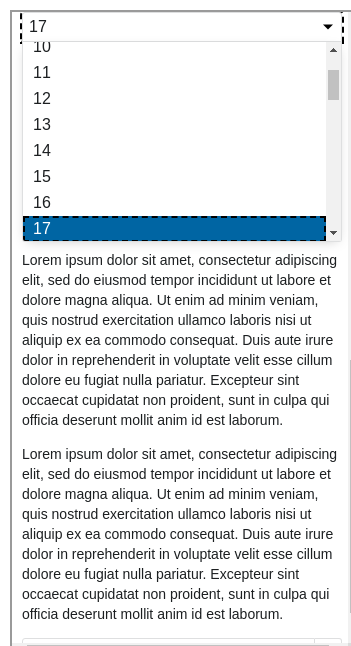 17
10
11
12
13
14
15
16
17
Lorem ipsum dolor sit amet, consectetur adipiscing
elit, sed do eiusmod tempor incididunt ut labore et
dolore magna aliqua. Ut enim ad minim veniam,
quis nostrud exercitation ullamco laboris nisi ut
aliquip ex ea commodo consequat. Duis aute irure
dolor in reprehenderit in voluptate velit esse cillum
dolore eu fugiat nulla pariatur. Excepteur sint
occaecat cupidatat non proident, sunt in culpa qui
officia deserunt mollit anim id est laborum.
Lorem ipsum dolor sit amet, consectetur adipiscing
elit, sed do eiusmod tempor incididunt ut labore et
dolore magna aliqua. Ut enim ad minim veniam,
quis nostrud exercitation ullamco laboris nisi ut
aliquip ex ea commodo consequat. Duis aute irure
dolor in reprehenderit in voluptate velit esse cillum
dolore eu fugiat nulla pariatur. Excepteur sint
occaecat cupidatat non proident, sunt in culpa qui
officia deserunt mollit anim id est laborum.